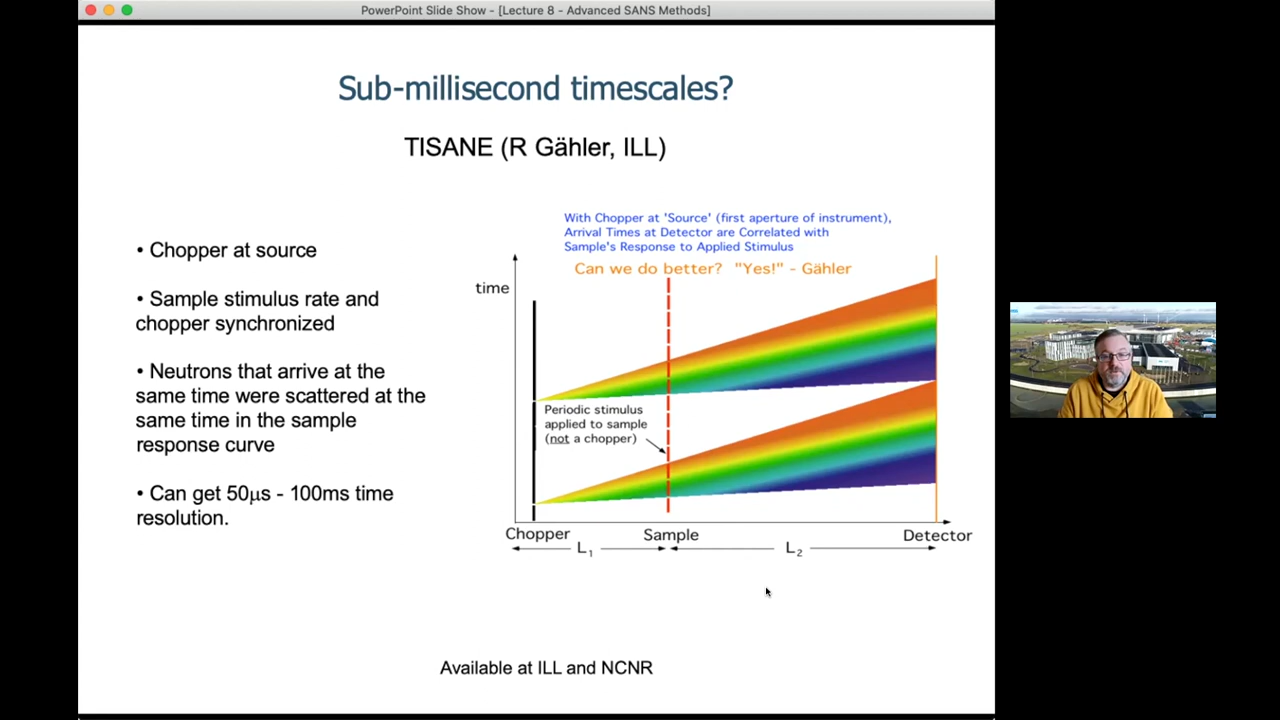 PowerPoint Slide Show - [Lecture 8 - Advanced SANS Methods]
Sub-millisecond timescales?
TISANE (R Gähler, ILL)
• Chopper at source
• Sample stimulus rate and
chopper synchronized
• Neutrons that arrive at the
same time were scattered at the
same time in the sample
response curve
• Can get 50μs - 100ms time
resolution.
With Chopper at 'Source' (first aperture of instrument),
Arrival Times at Detector are Correlated with
Sample's Response to Applied Stimulus
Can we do better? "Yes!" - Gähler
time
Periodic stimulus
applied to sample
(not a chopper)
Chopper
Sample
Detector
L₁
L₂
Available at ILL and NCNR